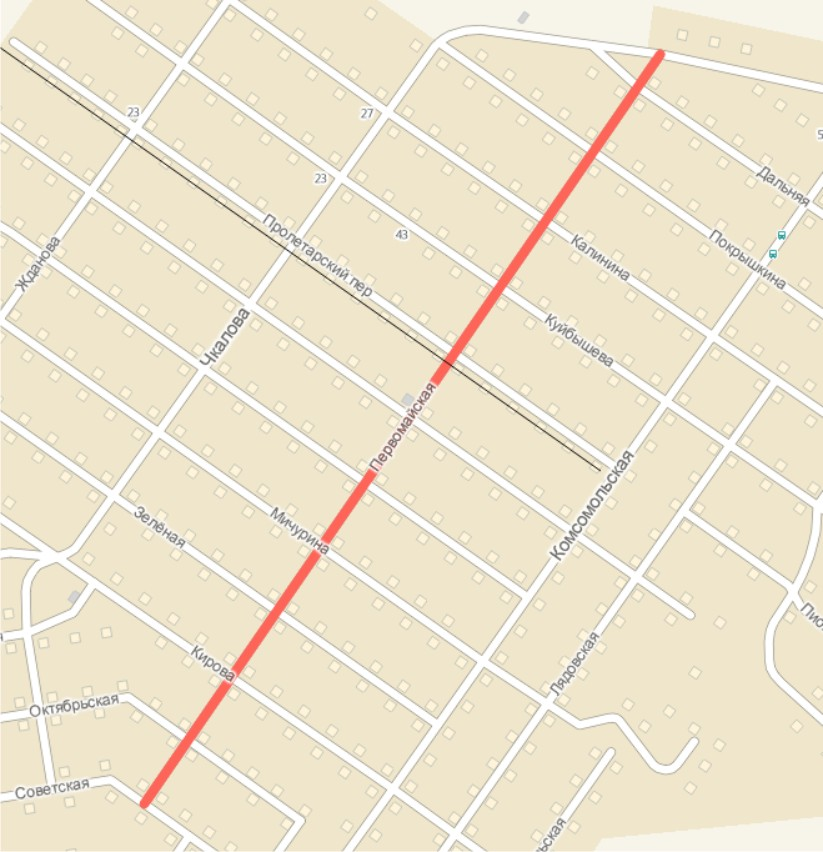 23
27
23
5
43
Дальняя
Покрышкина
Калинина
Пролетарский пер
Жданова
Куйбышева
Чкалова
Первомайская
Комсомольская
Мичурина
Зелёная
Кирова
Лядовская
Октябрьская
Советская